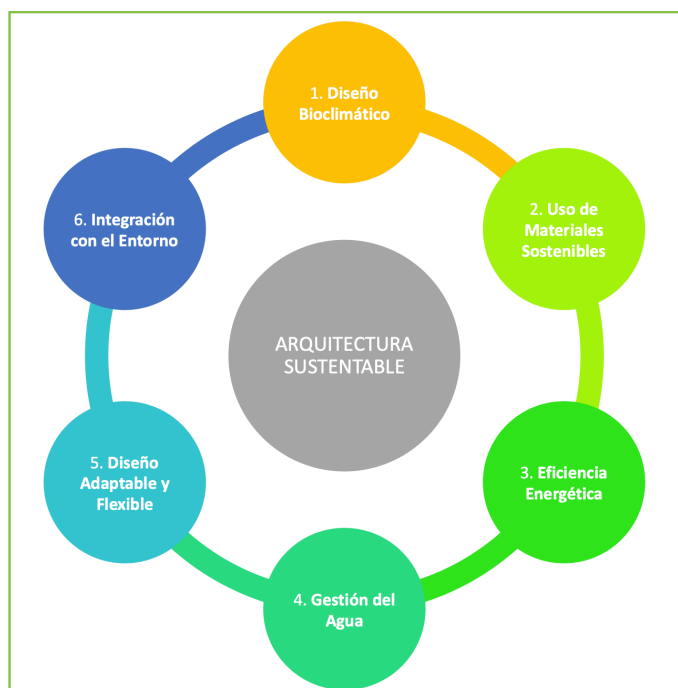 1. Diseño
Bioclimático
2. Uso de
Materiales
Sostenibles
3. Eficiencia
Energética
4. Gestión del
Agua
5. Diseño
Adaptable y
Flexible
6. Integración
con el Entorno
ARQUITECTURA
SUSTENTABLE